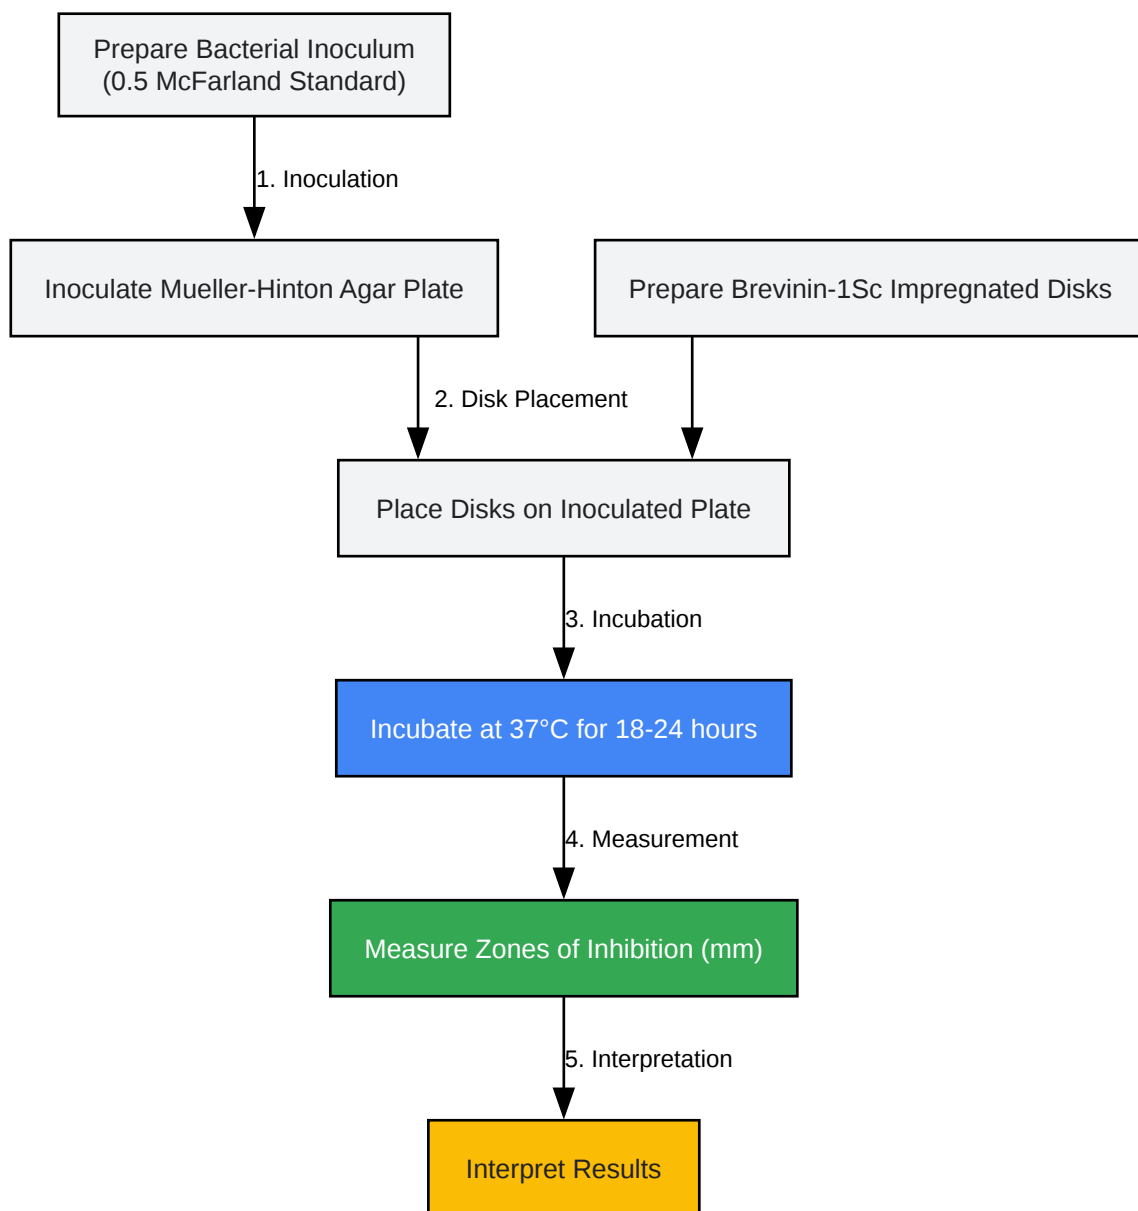 Prepare Bacterial Inoculum
(0.5 McFarland Standard)
1. Inoculation
Inoculate Mueller-Hinton Agar Plate
Prepare Brevinin-1Sc Impregnated Disks
2. Disk Placement
Place Disks on Inoculated Plate
3. Incubation
Incubate at 37°C for 18-24 hours
4. Measurement
Measure Zones of Inhibition (mm)
5. Interpretation
Interpret Results